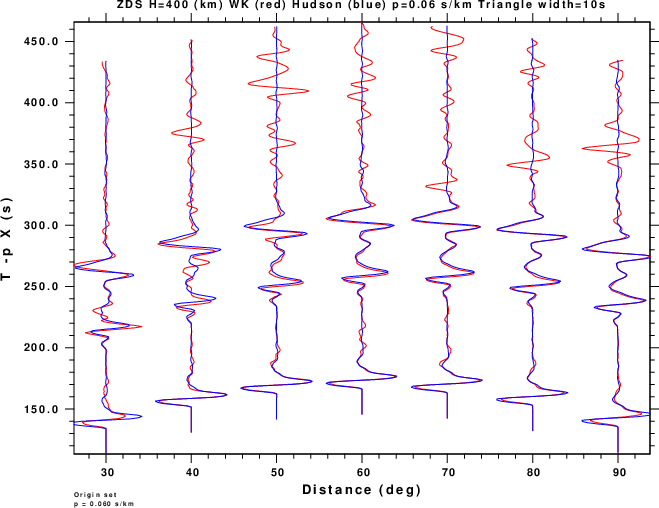 ZDS H=400 (km) WK (red) Hudson (blue) p=0.06 s/km Triangle width=10s
450.0
400.0
350.0
300.0
250.0
200.0
150.0
T -p X (s)
30 40 50 60 70 80 90
Distance (deg)
Origin set
p = 0.060 s/km